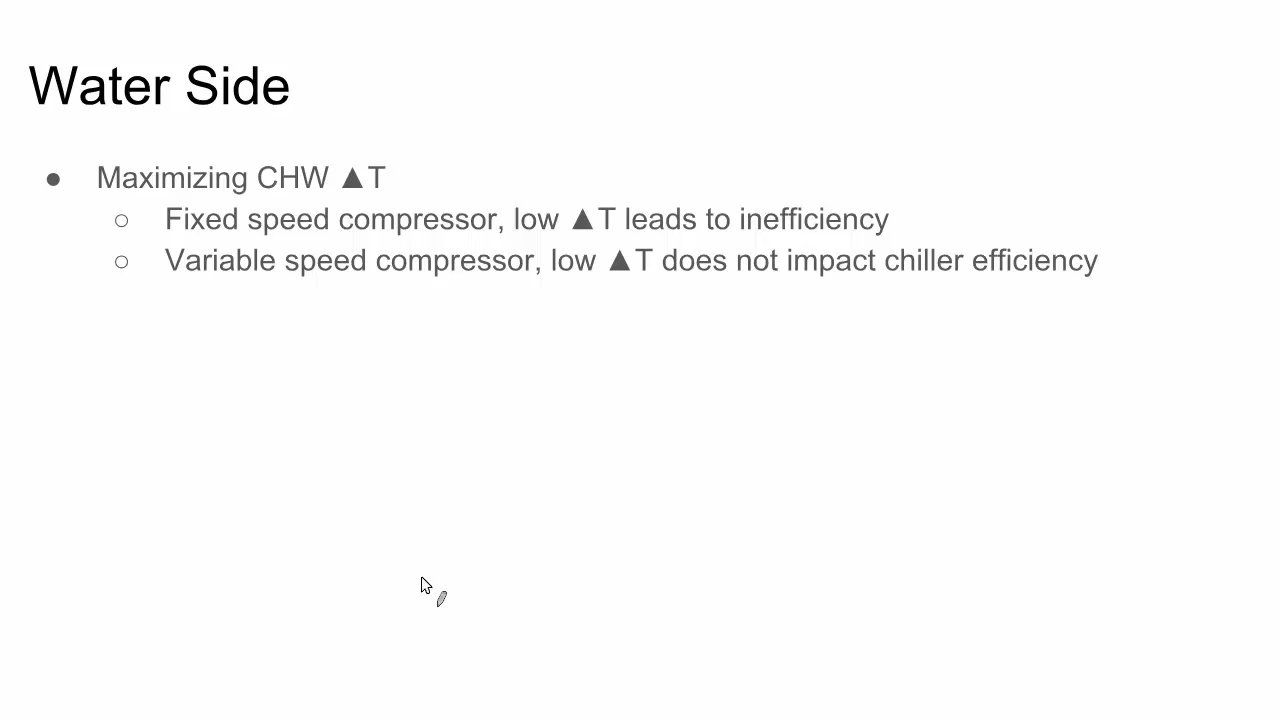 Water Side
● Maximizing CHW ▲T
○ Fixed speed compressor, low ▲T leads to inefficiency
○ Variable speed compressor, low ▲T does not impact chiller efficiency